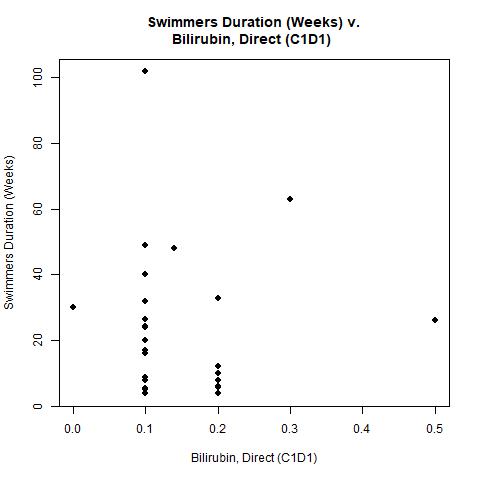 Swimmers Duration (Weeks) v.
Bilirubin, Direct (C1D1)
100
80
60
40
20
0
Swimmers Duration (Weeks)
0.0 0.1 0.2 0.3 0.4 0.5
Bilirubin, Direct (C1D1)